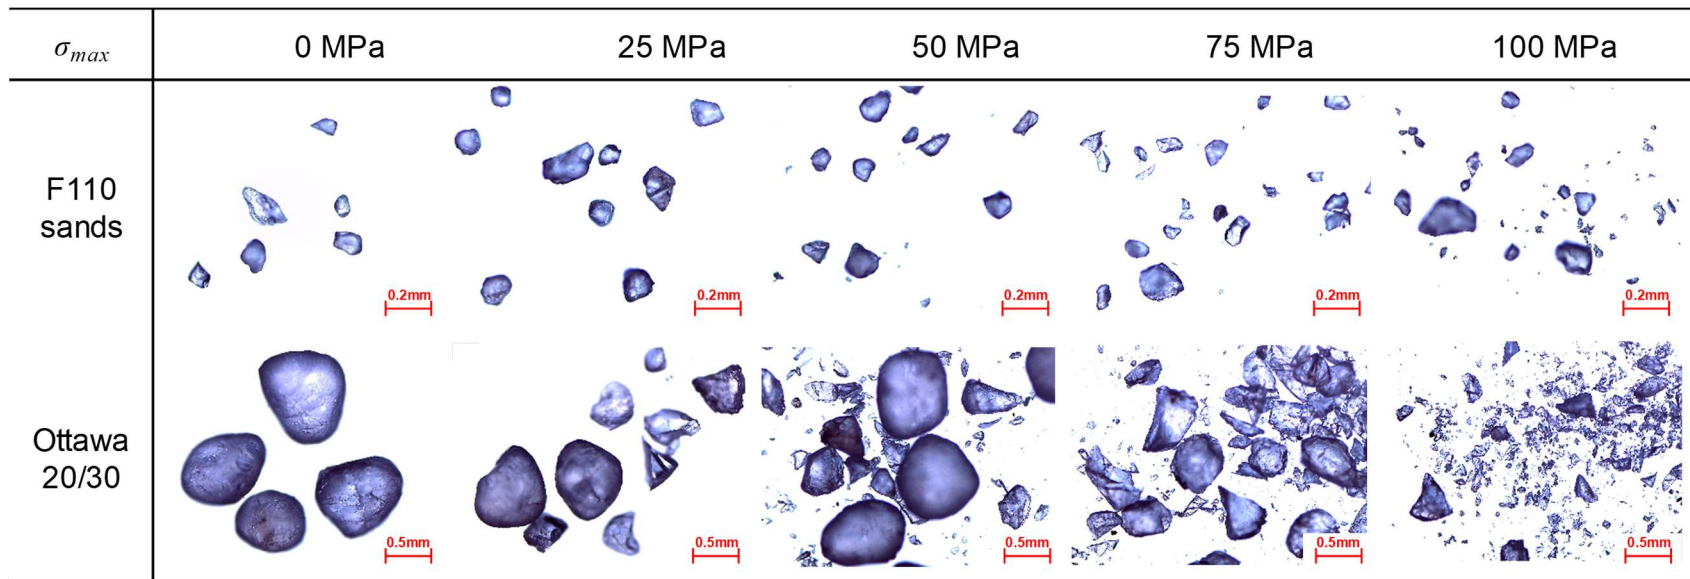 σmax 0 MPa 25 MPa 50 MPa 75 MPa 100 MPa
F110
sands
0.2mm 0.2mm 0.2mm 0.2mm 0.2mm
Ottawa
20/30
0.5mm 0.5mm 0.5mm 0.5mm 0.5mm